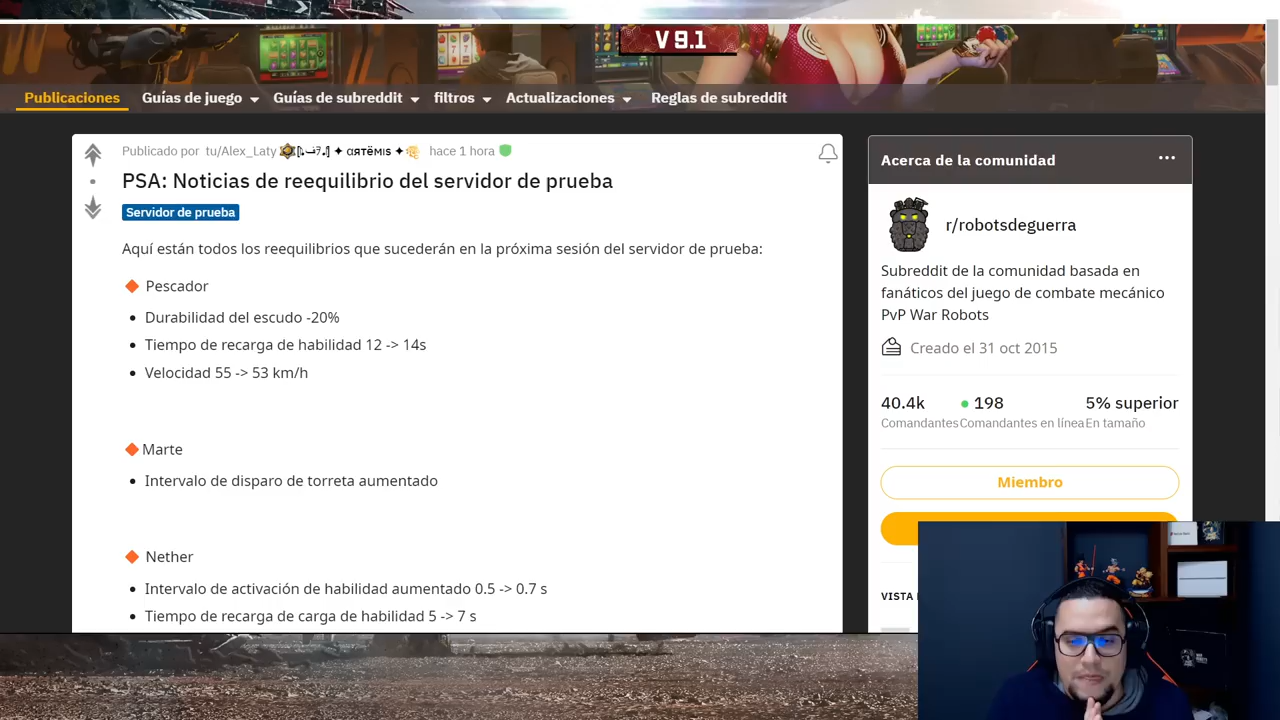 V 9.1
Publicaciones Guías de juego Guías de subreddit filtros Actualizaciones Reglas de subreddit
Publicado por tu/Alex_Laty hace 1 hora
PSA: Noticias de reequilibrio del servidor de prueba
Servidor de prueba
Aquí están todos los reequilibrios que sucederán en la próxima sesión del servidor de prueba:
Pescador
Durabilidad del escudo -20%
Tiempo de recarga de habilidad 12 -> 14s
Velocidad 55 -> 53 km/h
Marte
Intervalo de disparo de torreta aumentado
Nether
Intervalo de activación de habilidad aumentado 0.5 -> 0.7 s
Tiempo de recarga de carga de habilidad 5 -> 7 s
Acerca de la comunidad
r/robotsdeguerra
Subreddit de la comunidad basada en
fanáticos del juego de combate mecánico
PvP War Robots
Creado el 31 oct 2015
40.4k 198 5% superior
Comandantes Comandantes en línea En tamaño
Miembro
VISTA